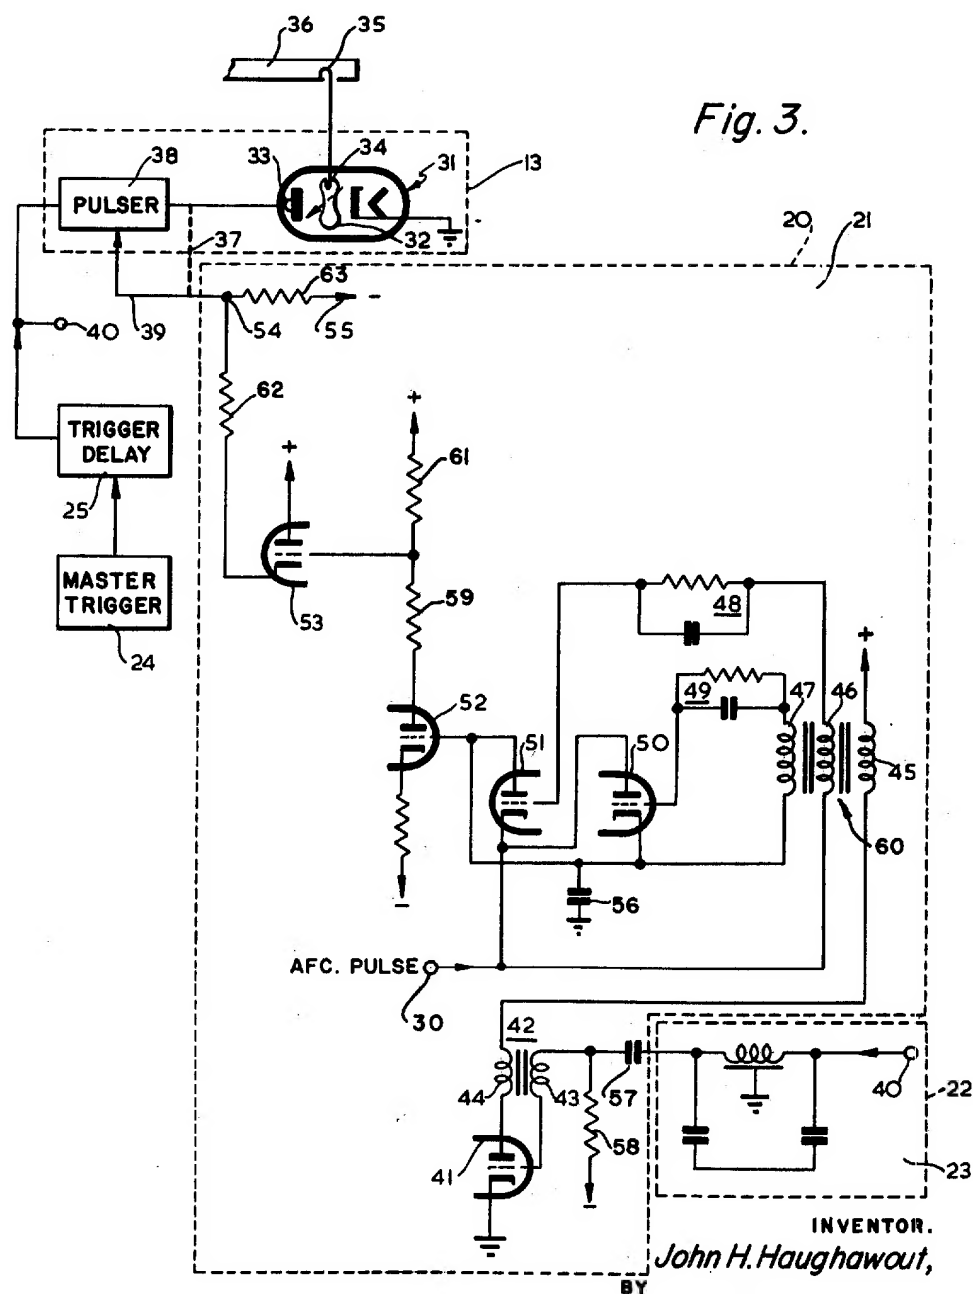 36 35
Fig. 3.
38 33 34 31 13
PULSER
32
37
20 21
63
54 55 -
40 39
62
+
61
TRIGGER
DELAY
25
+
MASTER
TRIGGER
24
53
59
48
+
49 47 46
52
51 50
45
60
56
-
AFC. PULSE
30
42
44 43 57
40
22
58
41
23
-
INVENTOR.
John H. Haughawout,
BY